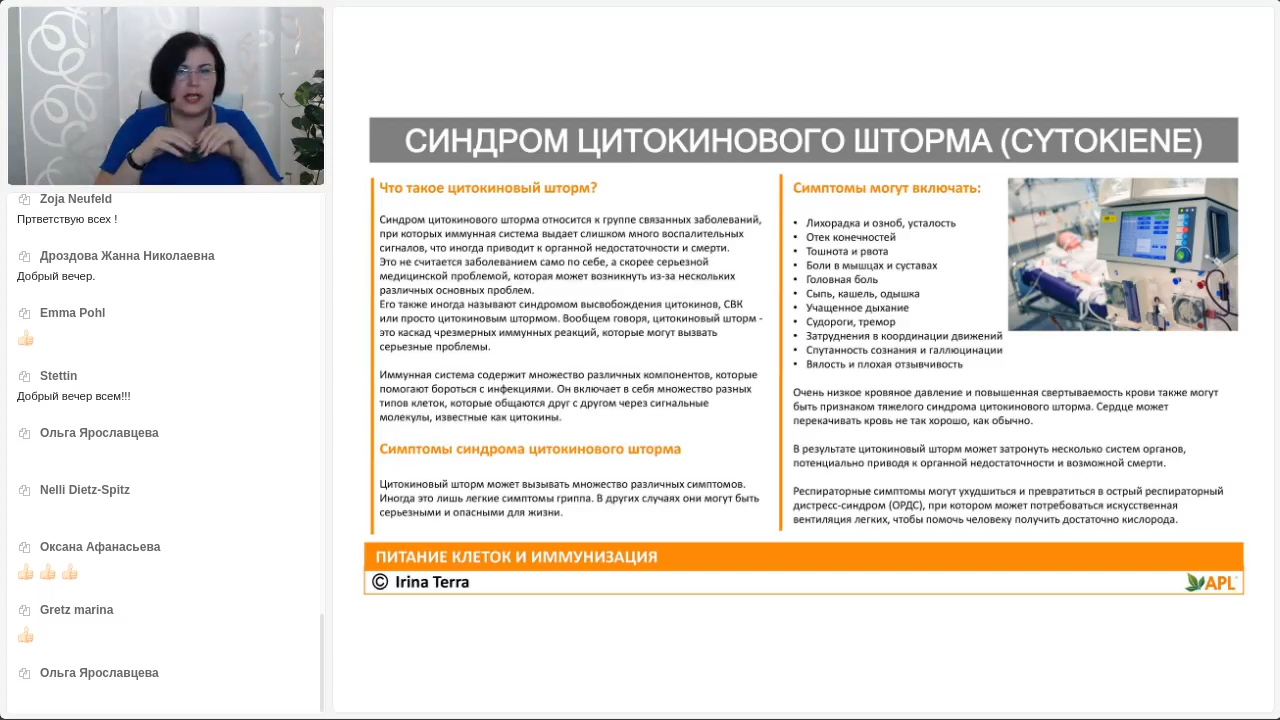 Zoja Neufeld
Пртветствую всех !
Дроздова Жанна Николаевна
Добрый вечер.
Emma Pohl
Stettin
Добрый вечер всем!!!
Ольга Ярославцева
Nelli Dietz-Spitz
Оксана Афанасьева
Gretz marina
Ольга Ярославцева
СИНДРОМ ЦИТОКИНОВОГО ШТОРМА (CYTOKIENE)
Что такое цитокиновый шторм?
Синдром цитокинового шторма относится к группе связанных заболеваний,
при которых иммунная система выдает слишком много воспалительных
сигналов, что иногда приводит к органной недостаточности и смерти.
Это не считается заболеванием само по себе, а скорее серьезной
медицинской проблемой, которая может возникнуть из-за нескольких
различных основных проблем.
Его также иногда называют синдромом высвобождения цитокинов, СВК
или просто цитокиновым штормом. Вообщем говоря, цитокиновый шторм -
это каскад чрезмерных иммунных реакций, которые могут вызвать
серьезные проблемы.
Иммунная система содержит множество различных компонентов, которые
помогают бороться с инфекциями. Он включает в себя множество разных
типов клеток, которые общаются друг с другом через сигнальные
молекулы, известные как цитокины.
Симптомы синдрома цитокинового шторма
Цитокиновый шторм может вызывать множество различных симптомов.
Иногда это лишь легкие симптомы гриппа. В других случаях они могут быть
серьезными и опасными для жизни.
Симптомы могут включать:
• Лихорадка и озноб, усталость
• Отек конечностей
• Тошнота и рвота
• Боли в мышцах и суставах
• Головная боль
• Сыпь, кашель, одышка
• Учащенное дыхание
• Судороги, тремор
• Затруднения в координации движений
• Спутанность сознания и галлюцинации
• Вялость и плохая отзывчивость
Очень низкое кровяное давление и повышенная свертываемость крови также могут
быть признаком тяжелого синдрома цитокинового шторма. Сердце может
перекачивать кровь не так хорошо, как обычно.
В результате цитокиновый шторм может затронуть несколько систем органов,
потенциально приводя к органной недостаточности и возможной смерти.
Респираторные симптомы могут ухудшиться и превратиться в острый респираторный
дистресс-синдром (ОРДС), при котором может потребоваться искусственная
вентиляция легких, чтобы помочь человеку получить достаточно кислорода.
ПИТАНИЕ КЛЕТОК И ИММУНИЗАЦИЯ
© Irina Terra
APL